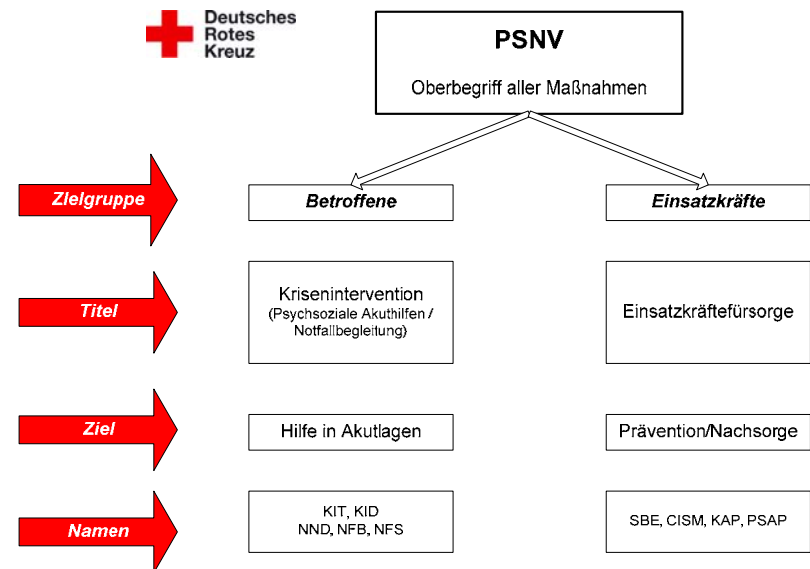 Deutsches
Rotes
Kreuz
PSNV
Oberbegriff aller Maßnahmen
ZIelgruppe
Betroffene
Einsatzkräfte
Titel
Krisenintervention
(Psychsoziale Akuthilfen /
Notfallbegleitung)
Einsatzkräftefürsorge
Ziel
Hilfe in Akutlagen
Prävention/Nachsorge
Namen
KIT, KID
NND, NFB, NFS
SBE, CISM, KAP, PSAP